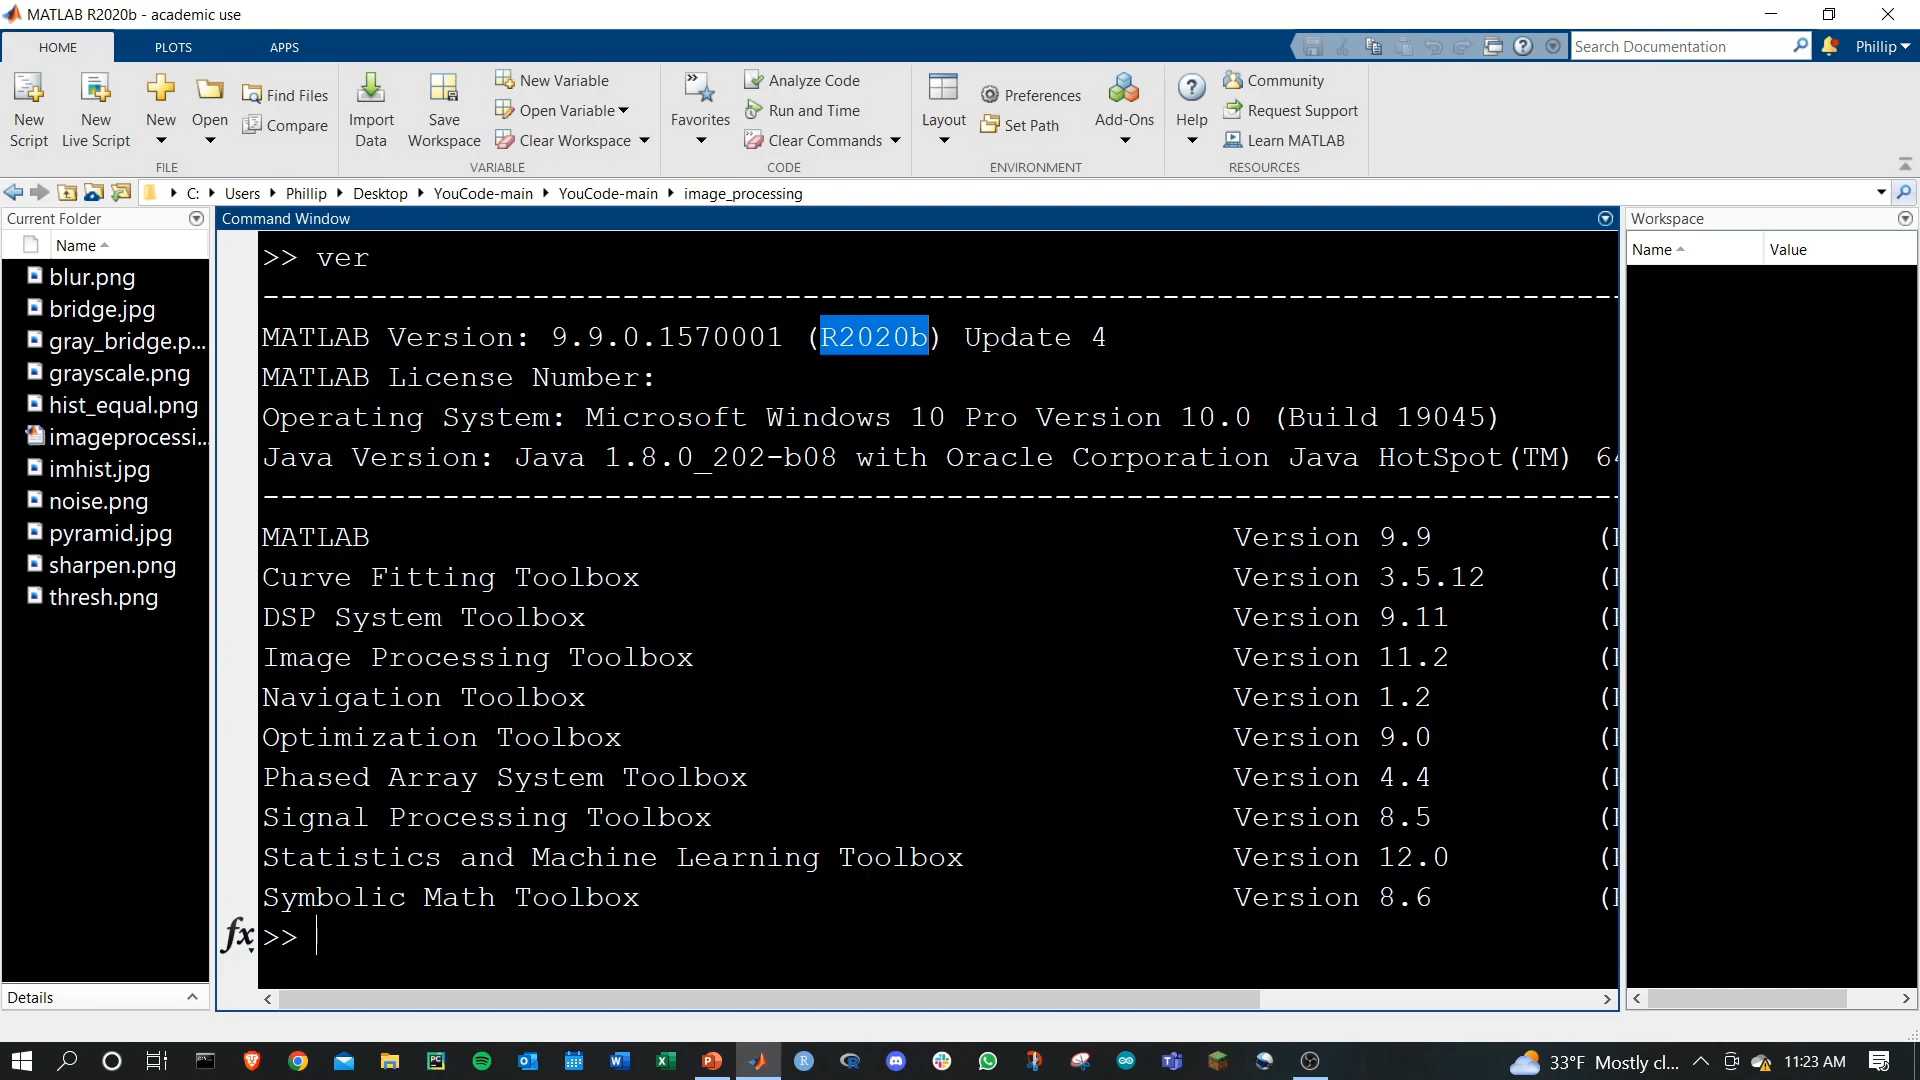 MATLAB R2020b - academic use
HOME PLOTS APPS
Search Documentation
Phillip
New Script
New Live Script
New
Open
Find Files
Compare
FILE
Import Data
Save Workspace
New Variable
Open Variable
Clear Workspace
VARIABLE
Favorites
Analyze Code
Run and Time
Clear Commands
CODE
Layout
Preferences
Set Path
Add-Ons
ENVIRONMENT
Help
Community
Request Support
Learn MATLAB
RESOURCES
C: Users Phillip Desktop YouCode-main YouCode-main image_processing
Current Folder
Name
blur.png
bridge.jpg
gray_bridge.p...
grayscale.png
hist_equal.png
imageprocessi...
imhist.jpg
noise.png
pyramid.jpg
sharpen.png
thresh.png
Details
Command Window
>> ver
MATLAB Version: 9.9.0.1570001 (R2020b) Update 4
MATLAB License Number:
Operating System: Microsoft Windows 10 Pro Version 10.0 (Build 19045)
Java Version: Java 1.8.0_202-b08 with Oracle Corporation Java HotSpot(TM) 64
MATLAB Version 9.9 (
Curve Fitting Toolbox Version 3.5.12 (
DSP System Toolbox Version 9.11 (
Image Processing Toolbox Version 11.2 (
Navigation Toolbox Version 1.2 (
Optimization Toolbox Version 9.0 (
Phased Array System Toolbox Version 4.4 (
Signal Processing Toolbox Version 8.5 (
Statistics and Machine Learning Toolbox Version 12.0 (
Symbolic Math Toolbox Version 8.6 (
fx >>
Workspace
Name Value
33°F Mostly cl...
11:23 AM